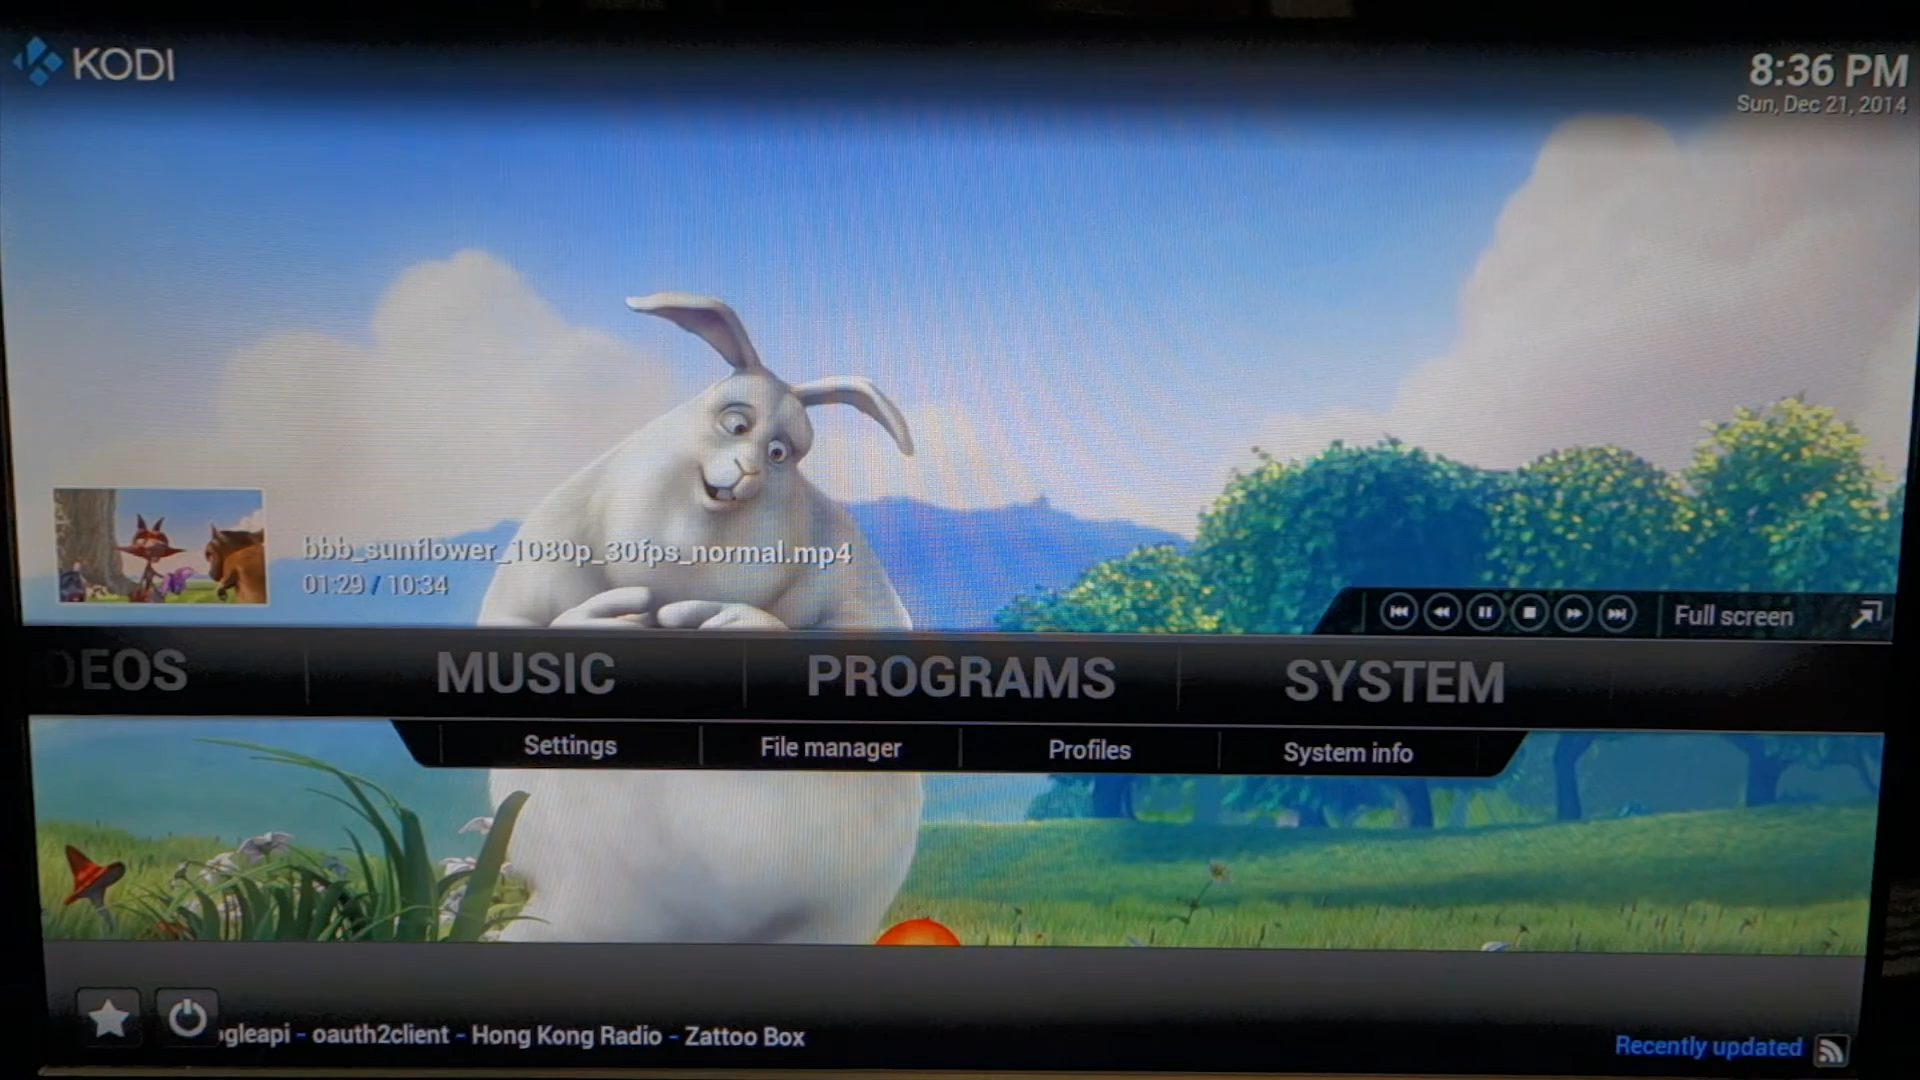 KODI
8:36 PM
Sun, Dec 21, 2014
bbb_sunflower_1080p_30fps_normal.mp4
01:29 / 10:34
Full screen
DEOS MUSIC PROGRAMS SYSTEM
Settings File manager Profiles System info
gleapi - oauth2client - Hong Kong Radio - Zattoo Box
Recently updated